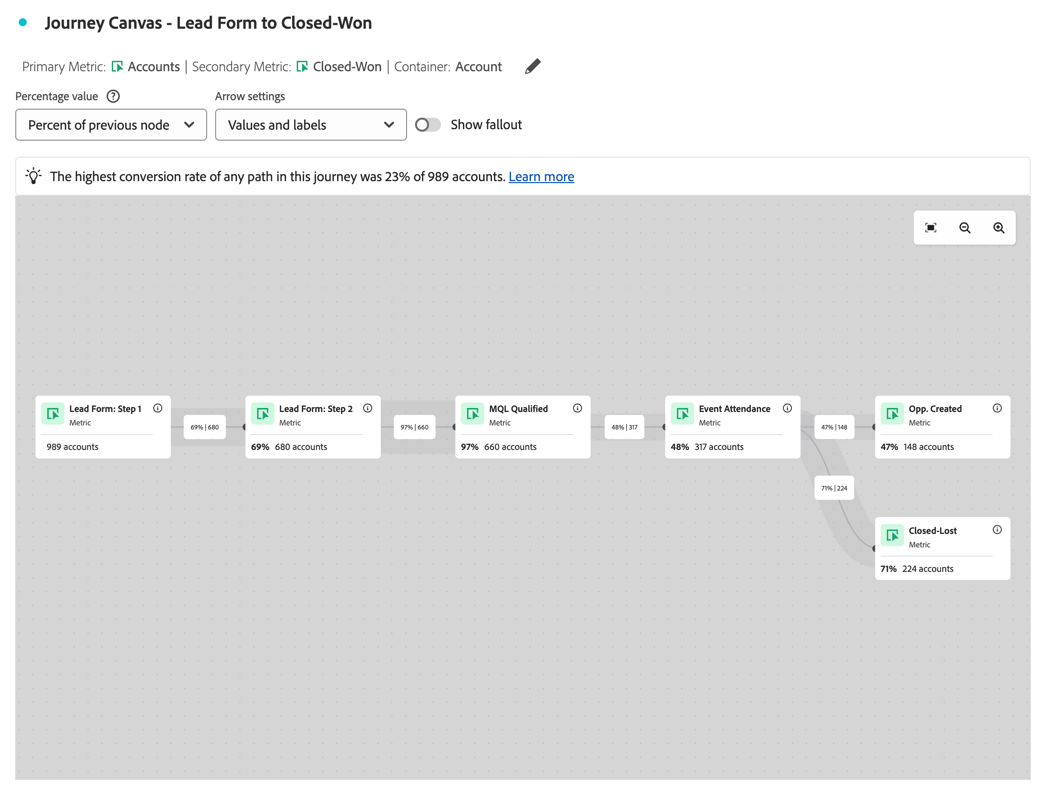 Journey Canvas - Lead Form to Closed-Won
Primary Metric: Accounts | Secondary Metric: Closed-Won | Container: Account
Percentage value ?
Arrow settings
Percent of previous node
Values and labels
Show fallout
The highest conversion rate of any path in this journey was 23% of 989 accounts. Learn more
Lead Form: Step 1
Metric
989 accounts
69% | 680
Lead Form: Step 2
Metric
69% 680 accounts
97% | 660
MQL Qualified
Metric
97% 660 accounts
48% | 317
Event Attendance
Metric
48% 317 accounts
47% | 148
Opp. Created
Metric
47% 148 accounts
71% | 224
Closed-Lost
Metric
71% 224 accounts